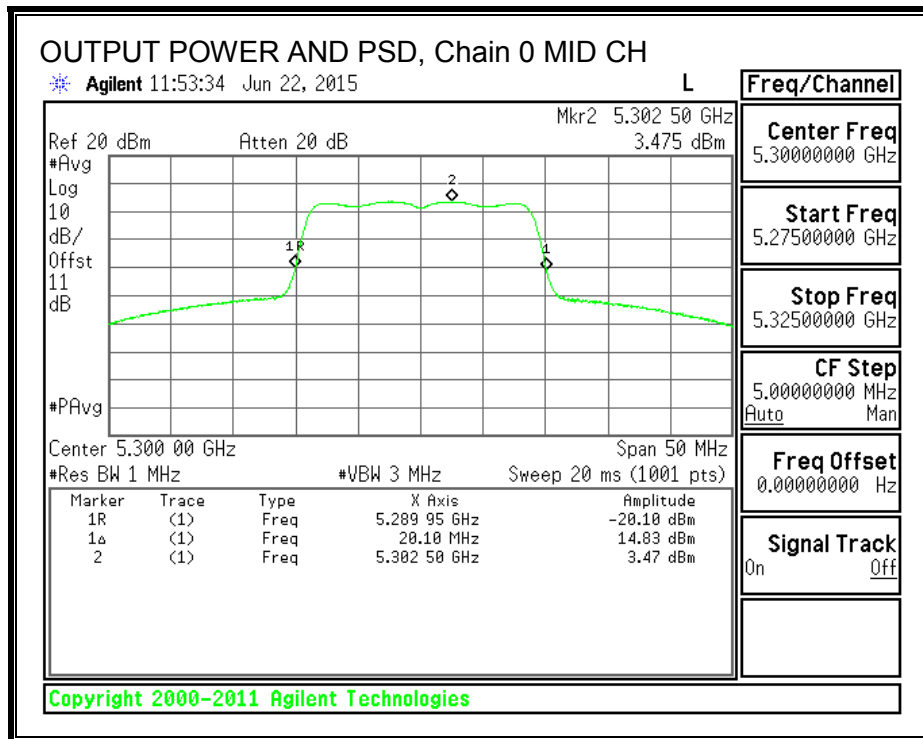 OUTPUT POWER AND PSD, Chain 0 MID CH
Agilent 11:53:34 Jun 22, 2015 L
Mkr2 5.302 50 GHz
Ref 20 dBm Atten 20 dB 3.475 dBm
#Avg
Log
10
dB/
Offst
11
dB
#PAvg
2
1R
1
Center 5.300 00 GHz Span 50 MHz
#Res BW 1 MHz #VBW 3 MHz Sweep 20 ms (1001 pts)
Marker Trace Type X Axis Amplitude
1R (1) Freq 5.289 95 GHz -20.10 dBm
1Δ (1) Freq 20.10 MHz 14.83 dBm
2 (1) Freq 5.302 50 GHz 3.47 dBm
Freq/Channel
Center Freq
5.30000000 GHz
Start Freq
5.27500000 GHz
Stop Freq
5.32500000 GHz
CF Step
5.00000000 MHz
Auto Man
Freq Offset
0.00000000 Hz
Signal Track
On Off
Copyright 2000-2011 Agilent Technologies